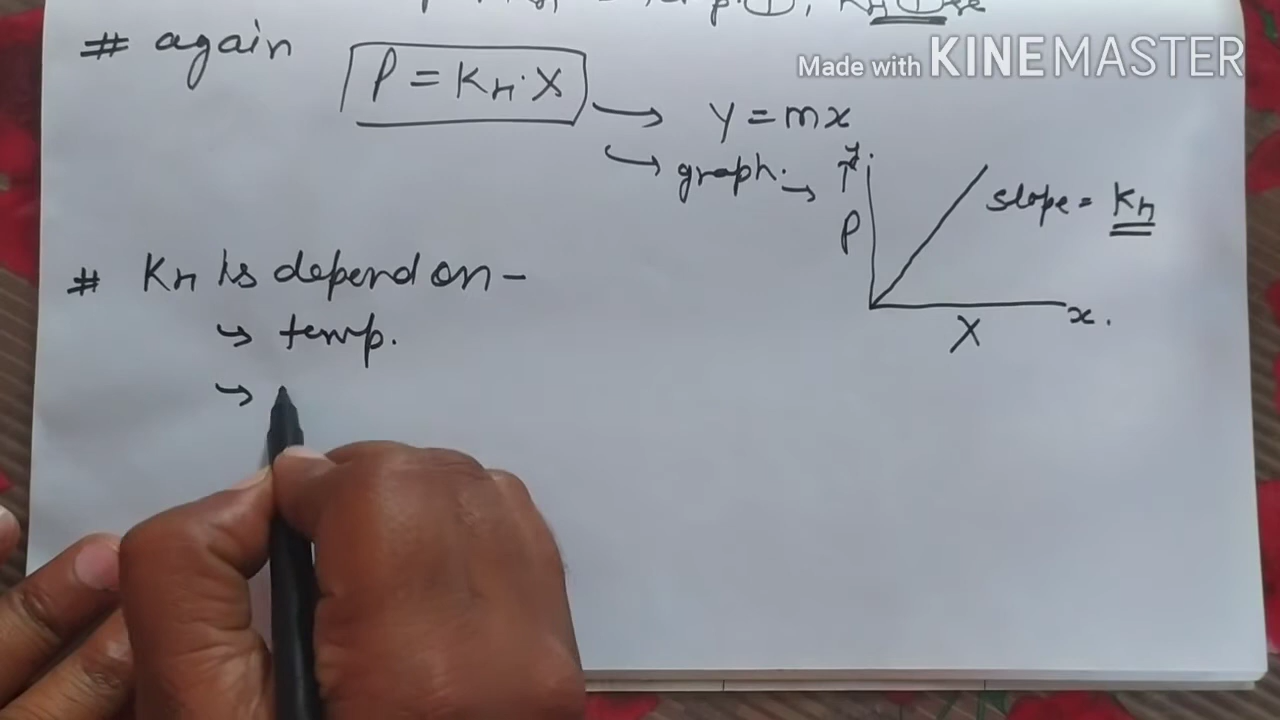 # again
Made with KINEMASTER
P = KH·X
→ y = mx
→ graph. →
y
P
slope = KH
X
x.
# KH is depend on -
→ temp.
→